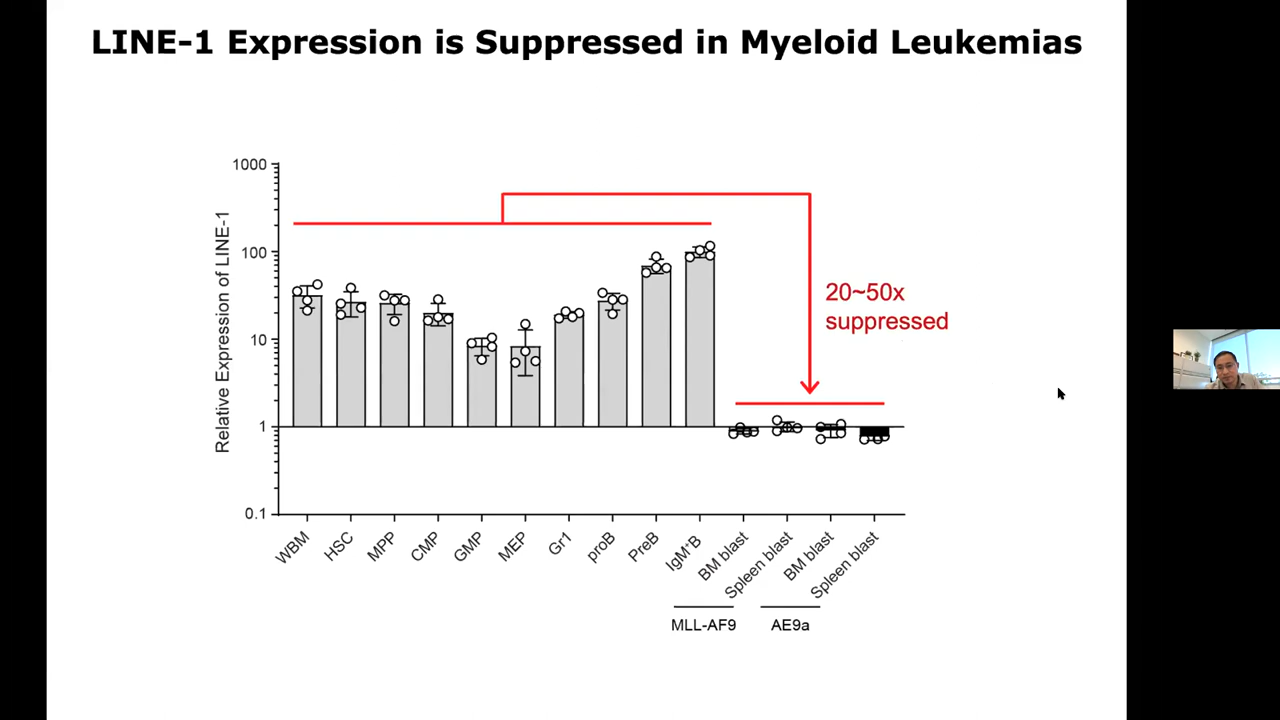 LINE-1 Expression is Suppressed in Myeloid Leukemias
Relative Expression of LINE-1
1000
100
10
1
0.1
20~50x
suppressed
WBM
HSC
MPP
CMP
GMP
MEP
Gr1
proB
PreB
IgM⁺B
BM blast
Spleen blast
BM blast
Spleen blast
MLL-AF9
AE9a